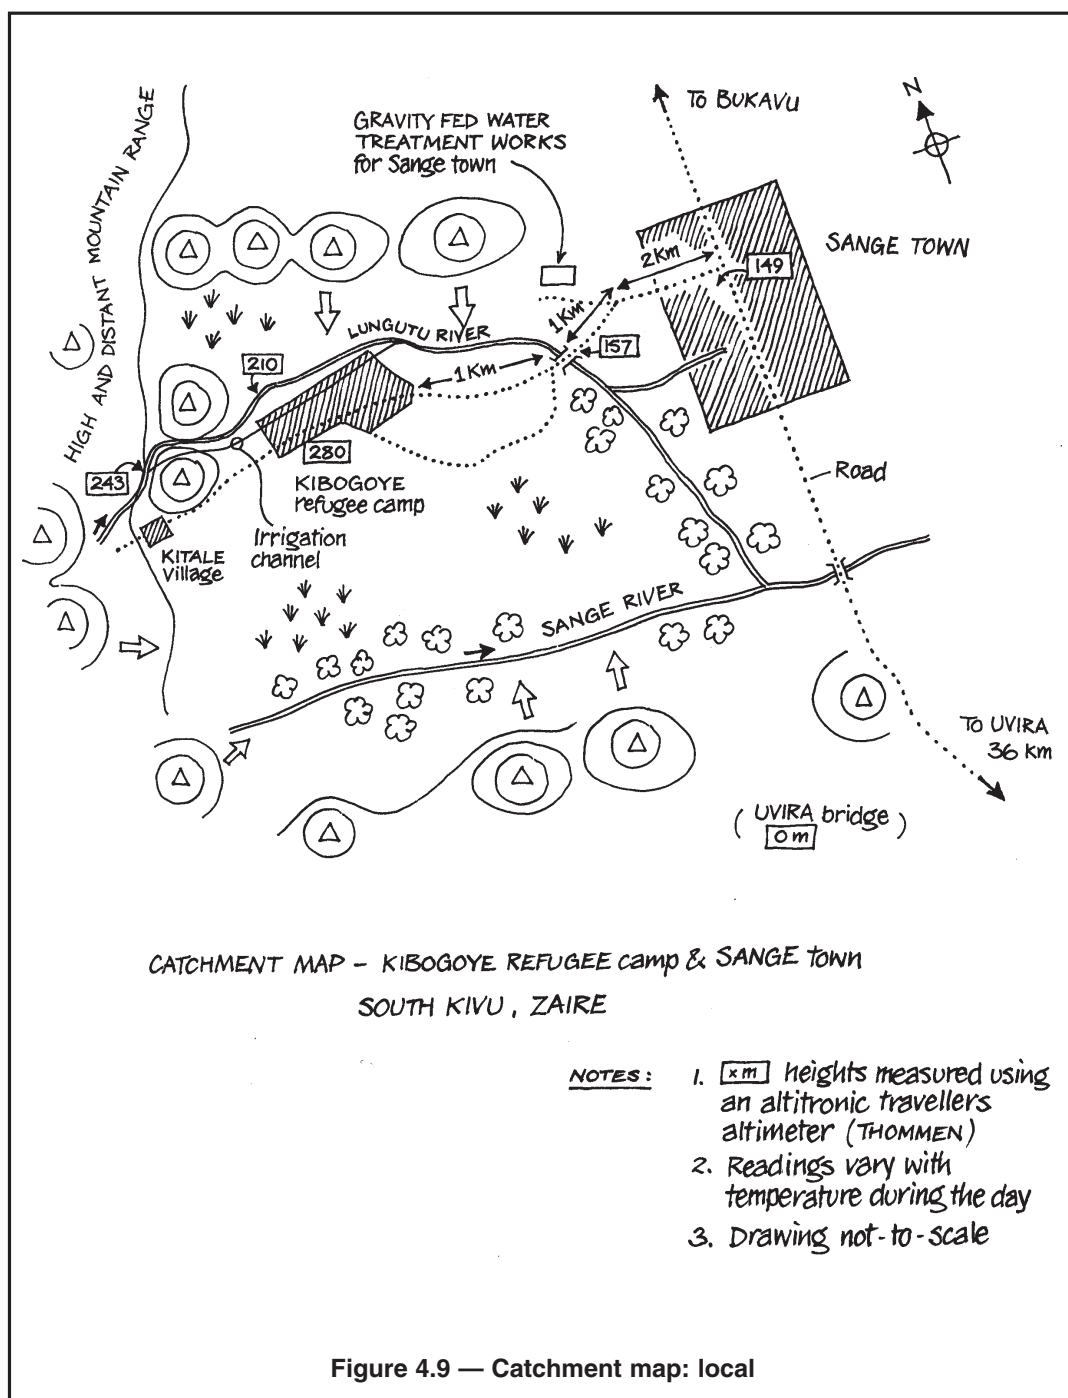 HIGH AND DISTANT MOUNTAIN RANGE
GRAVITY FED WATER
TREATMENT WORKS
for Sange town
TO BUKAVU
N
SANGE TOWN
2Km
149
1Km
LUNGUTU RIVER
157
210
1Km
243
280
KIBOGOYE
refugee camp
Road
Irrigation
channel
KITALE
Village
SANGE RIVER
TO UVIRA
36 Km
( UVIRA bridge )
0 m
CATCHMENT MAP - KIBOGOYE REFUGEE camp & SANGE town
SOUTH KIVU, ZAIRE
NOTES:
1. x m heights measured using
an altitronic travellers
altimeter (THOMMEN)
2. Readings vary with
temperature during the day
3. Drawing not-to-scale
Figure 4.9 — Catchment map: local